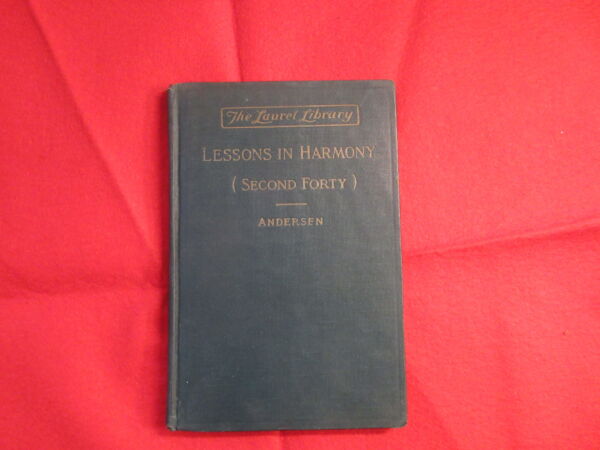 The Laurel Library
LESSONS IN HARMONY
(SECOND FORTY)
ANDERSEN